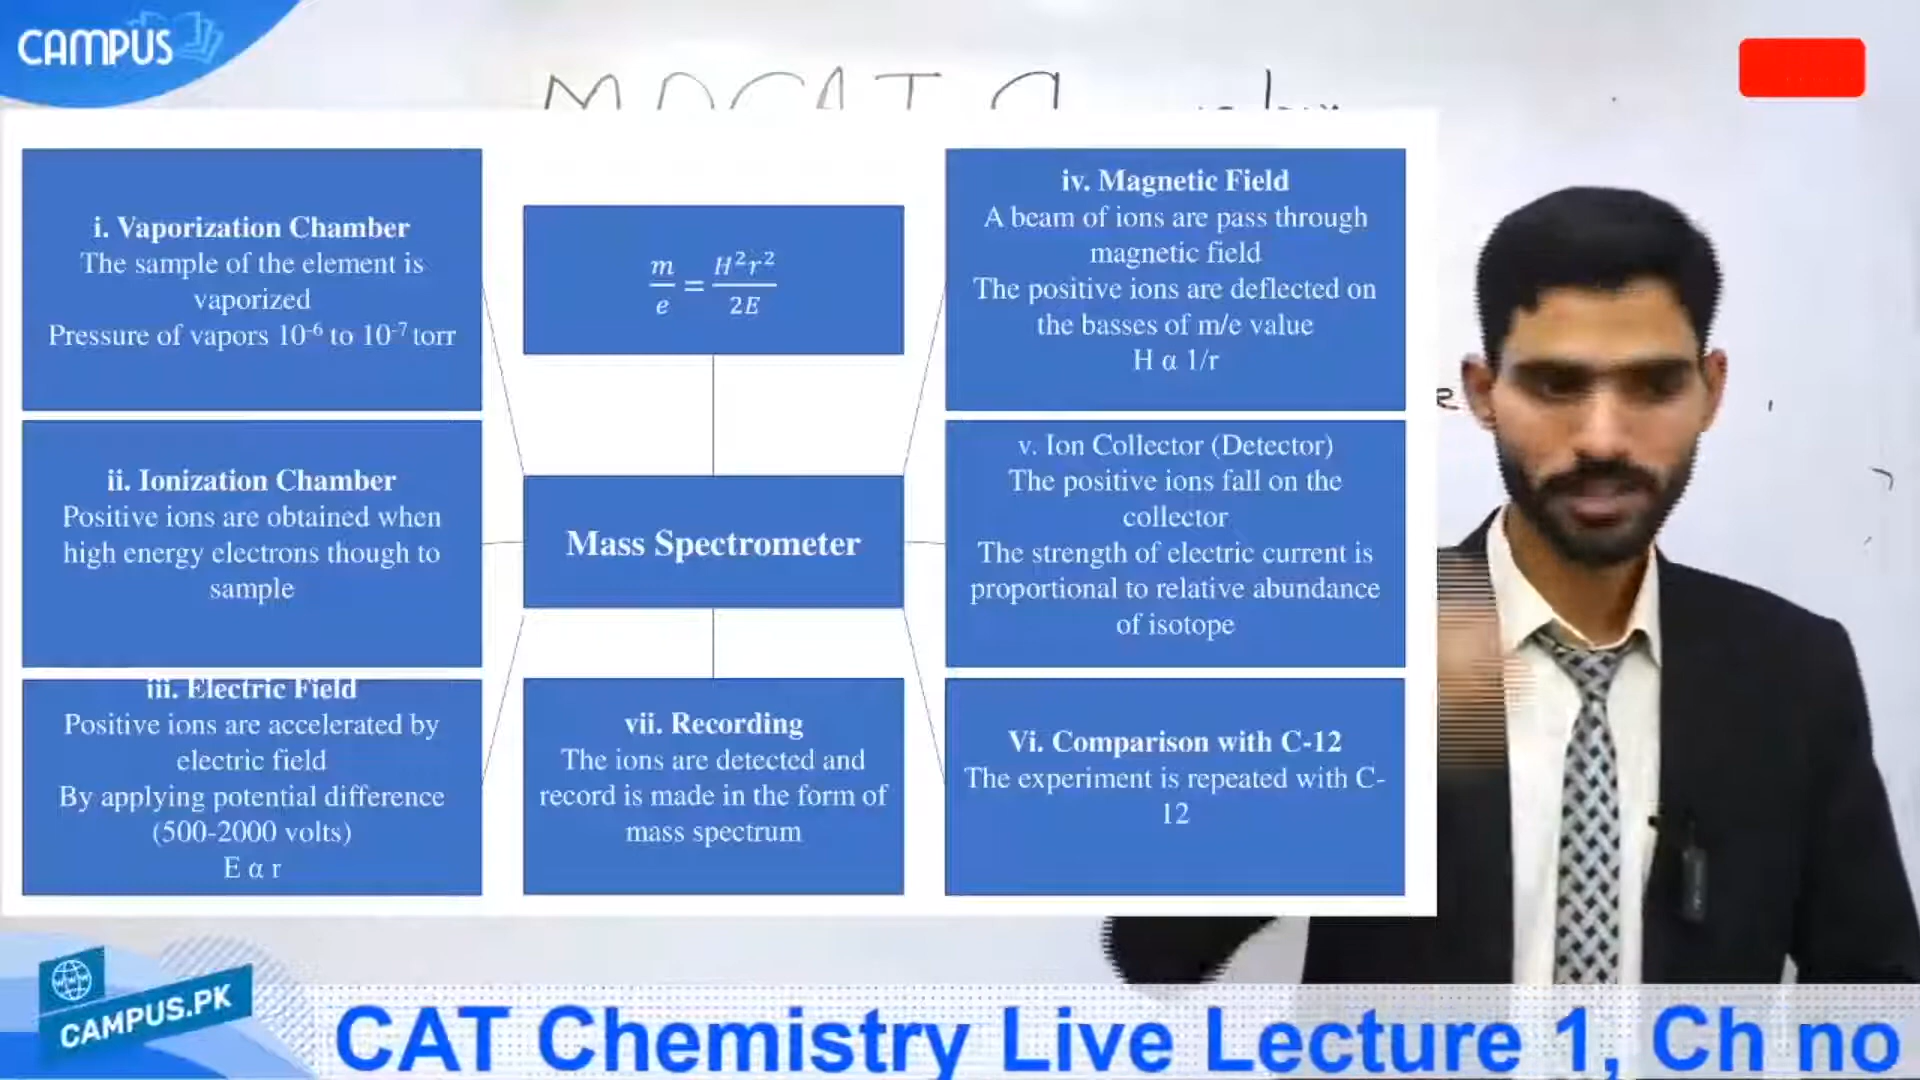 CAMPUS
MDCAT
i. Vaporization Chamber
The sample of the element is
vaporized
Pressure of vapors 10⁻⁶ to 10⁻⁷ torr
ii. Ionization Chamber
Positive ions are obtained when
high energy electrons though to
sample
iii. Electric Field
Positive ions are accelerated by
electric field
By applying potential difference
(500-2000 volts)
E α r
m/e = H²r²/2E
Mass Spectrometer
vii. Recording
The ions are detected and
record is made in the form of
mass spectrum
iv. Magnetic Field
A beam of ions are pass through
magnetic field
The positive ions are deflected on
the basses of m/e value
H α 1/r
v. Ion Collector (Detector)
The positive ions fall on the
collector
The strength of electric current is
proportional to relative abundance
of isotope
Vi. Comparison with C-12
The experiment is repeated with C-
12
CAMPUS.PK
CAT Chemistry Live Lecture 1, Ch no